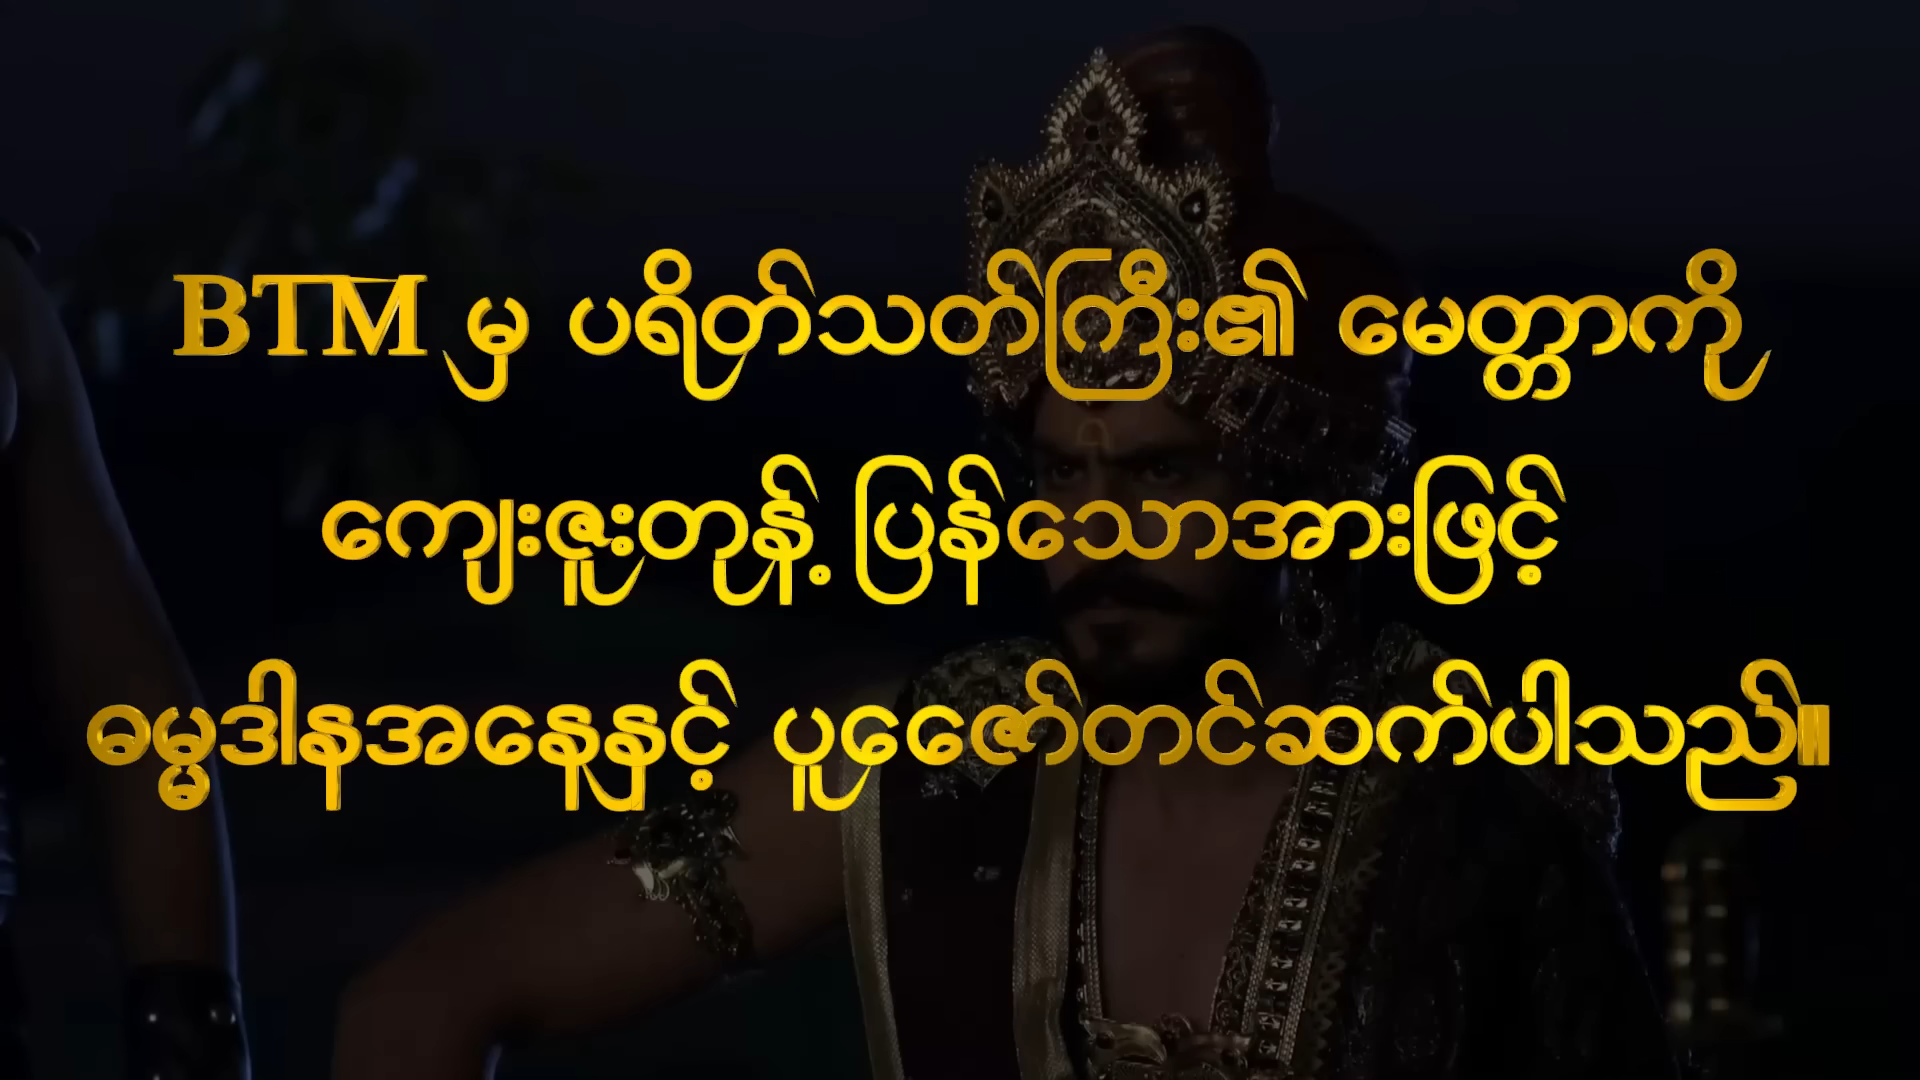 BTM မှ ပရိတ်သတ်ကြီး၏ မေတ္တာကို
ကျေးဇူးတုန့် ပြန်သောအားဖြင့်
ဓမ္မဒါနအနေနှင့် ပူဇော်တင်ဆက်ပါသည်။